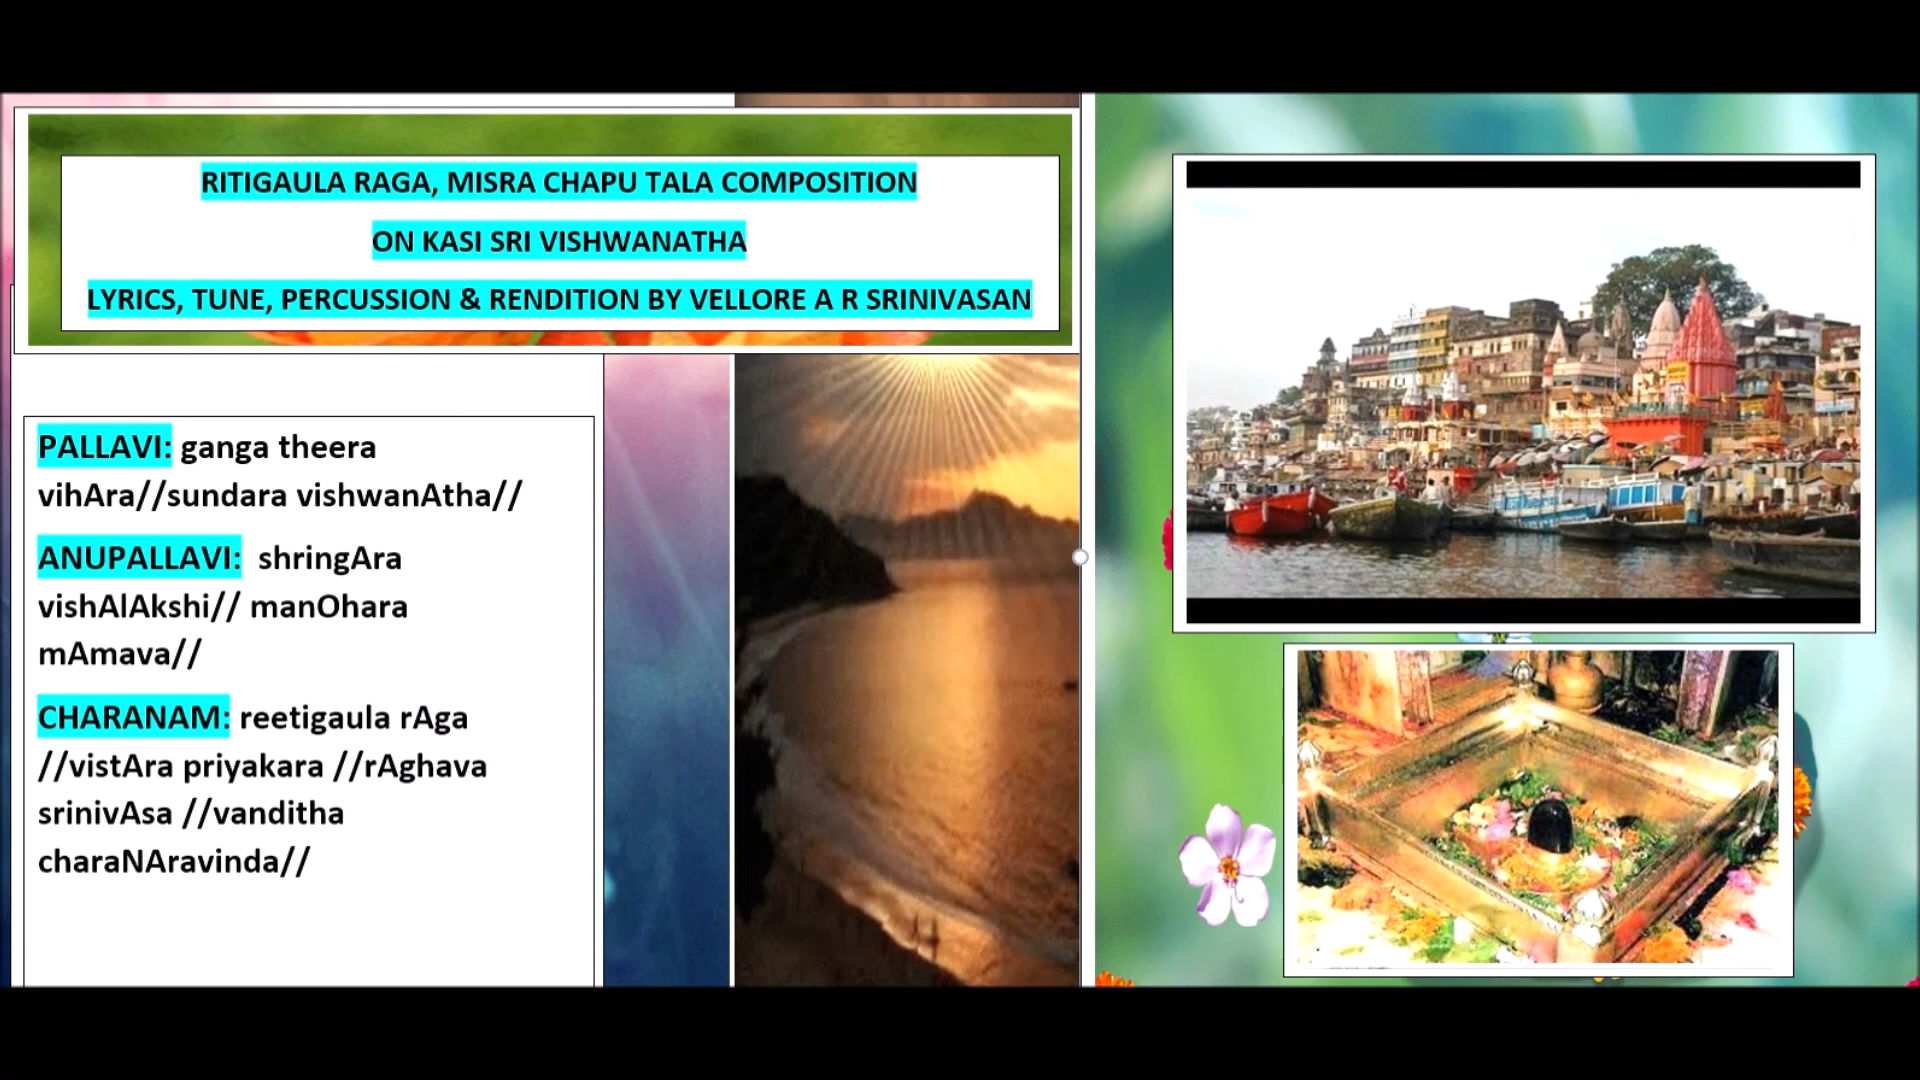 RITIGAULA RAGA, MISRA CHAPU TALA COMPOSITION
ON KASI SRI VISHWANATHA
LYRICS, TUNE, PERCUSSION & RENDITION BY VELLORE A R SRINIVASAN
PALLAVI: ganga theera
vihAra//sundara vishwanAtha//
ANUPALLAVI: shringAra
vishAlAkshi// manOhara
mAmava//
CHARANAM: reetigaula rAga
//vistAra priyakara //rAghava
srinivAsa //vanditha
charaNAravinda//